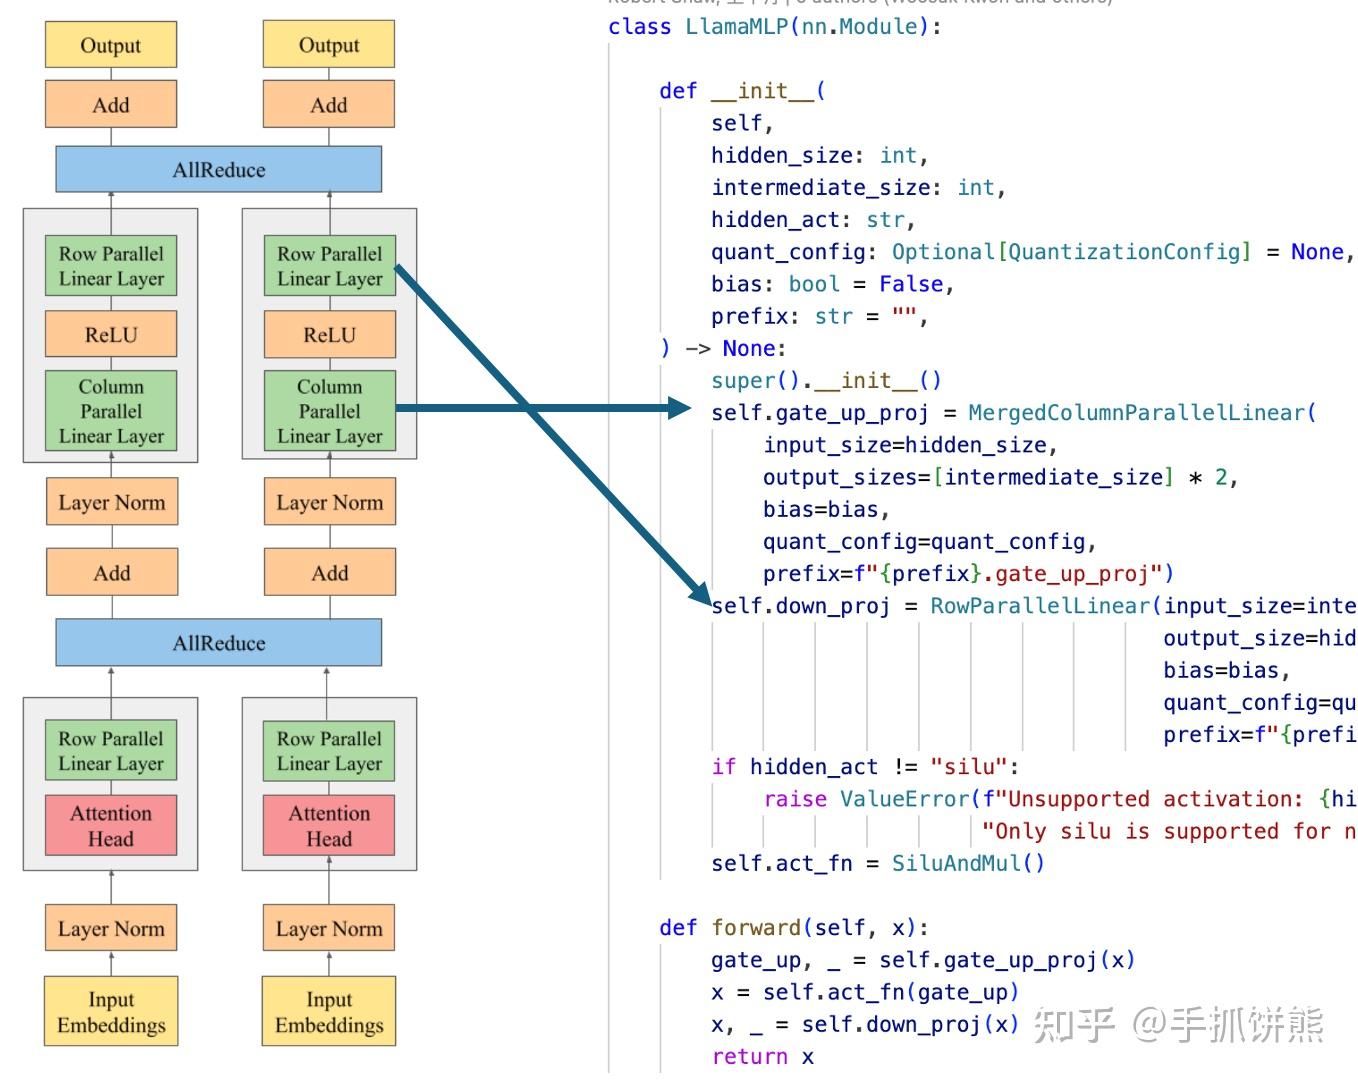 Output
Output
Add
Add
AllReduce
Row Parallel
Linear Layer
Row Parallel
Linear Layer
ReLU
ReLU
Column
Parallel
Linear Layer
Column
Parallel
Linear Layer
Layer Norm
Layer Norm
Add
Add
AllReduce
Row Parallel
Linear Layer
Row Parallel
Linear Layer
Attention
Head
Attention
Head
Layer Norm
Layer Norm
Input
Embeddings
Input
Embeddings
class LlamaMLP(nn.Module):
def __init__(
self,
hidden_size: int,
intermediate_size: int,
hidden_act: str,
quant_config: Optional[QuantizationConfig] = None,
bias: bool = False,
prefix: str = "",
) -> None:
super().__init__()
self.gate_up_proj = MergedColumnParallelLinear(
input_size=hidden_size,
output_sizes=[intermediate_size] * 2,
bias=bias,
quant_config=quant_config,
prefix=f"{prefix}.gate_up_proj")
self.down_proj = RowParallelLinear(input_size=inte
output_size=hid
bias=bias,
quant_config=qu
prefix=f"{prefi
if hidden_act != "silu":
raise ValueError(f"Unsupported activation: {hi
"Only silu is supported for n
self.act_fn = SiluAndMul()
def forward(self, x):
gate_up, _ = self.gate_up_proj(x)
x = self.act_fn(gate_up)
x, _ = self.down_proj(x)
return x
知乎 @手抓饼熊